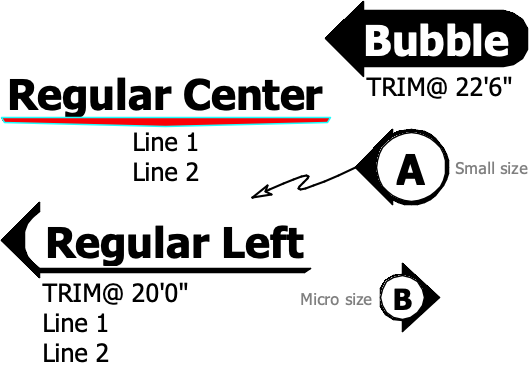 Bubble
TRIM@ 22'6"
Regular Center
Line 1
Line 2
A
Small size
Regular Left
TRIM@ 20'0"
Line 1
Line 2
Micro size
B